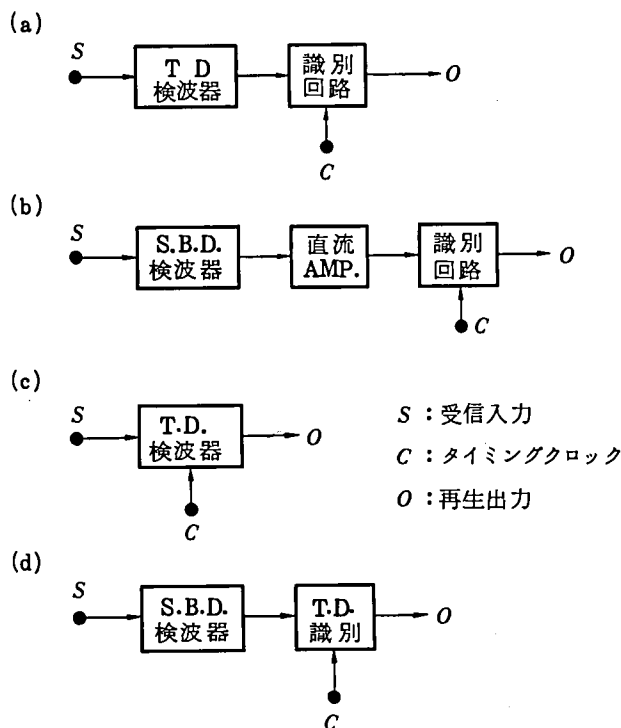 (a)
S
T D
検波器
識別
回路
O
C
(b)
S
S.B.D.
検波器
直流
AMP.
識別
回路
O
C
(c)
S
T.D.
検波器
O
C
S：受信入力
C：タイミングクロック
O：再生出力
(d)
S
S.B.D.
検波器
T.D.
識別
O
C